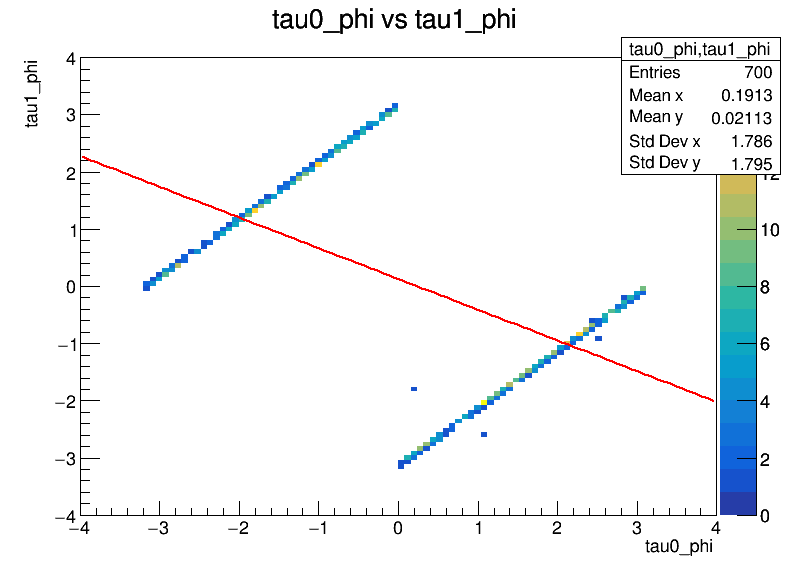 tau0_phi vs tau1_phi
tau0_phi,tau1_phi
Entries 700
Mean x 0.1913
Mean y 0.02113
Std Dev x 1.786
Std Dev y 1.795
tau1_phi
4
3
2
1
0
−1
−2
−3
−4
−4 −3 −2 −1 0 1 2 3 4
tau0_phi
12
10
8
6
4
2
0